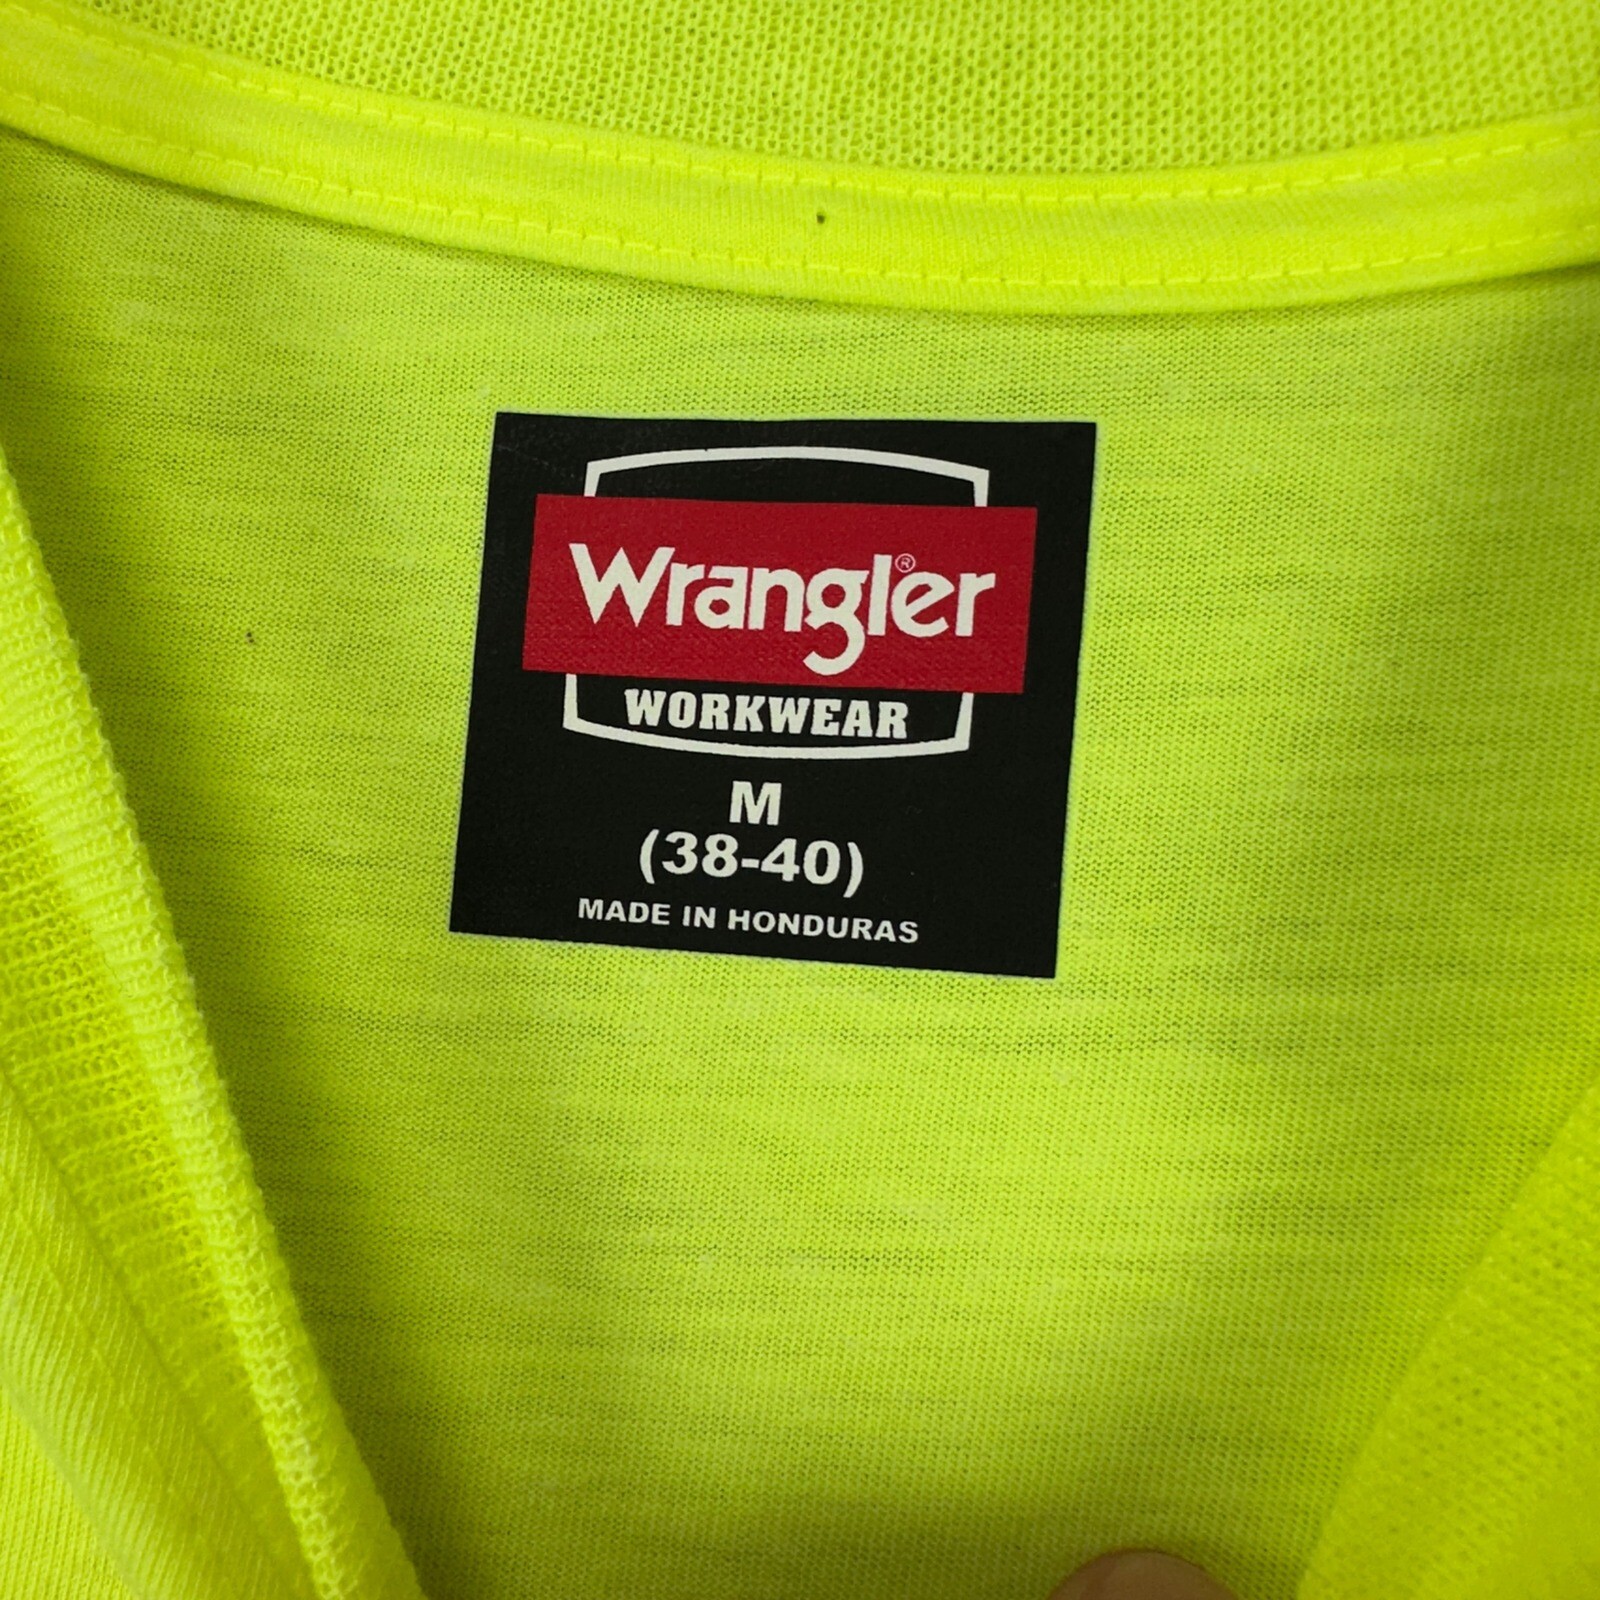 Wrangler®
WORKWEAR
M
(38-40)
MADE IN HONDURAS